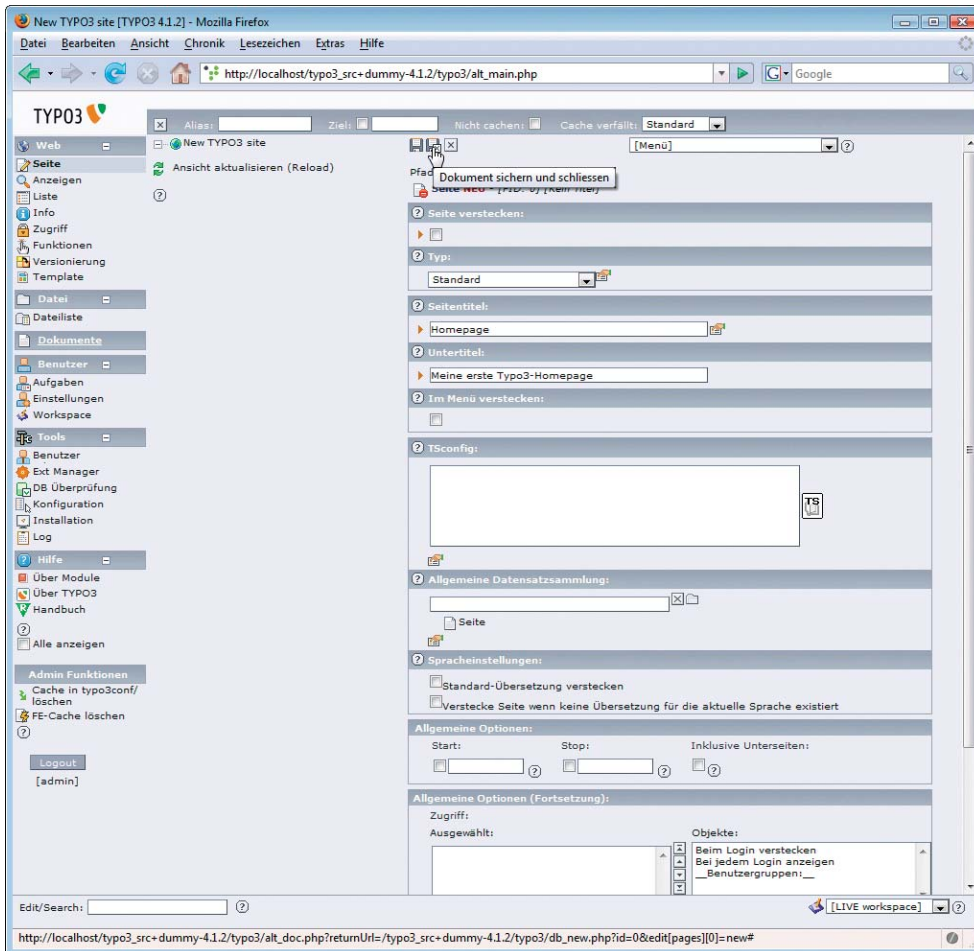 New TYPO3 site [TYPO3 4.1.2] - Mozilla Firefox
Datei Bearbeiten Ansicht Chronik Lesezeichen Extras Hilfe
http://localhost/typo3_src+dummy-4.1.2/typo3/alt_main.php
G Google
TYPO3
Alias: Ziel: Nicht cachen: Cache verfällt: Standard
Web
Seite
Anzeigen
Liste
Info
Zugriff
Funktionen
Versionierung
Template
Datei
Dateiliste
Dokumente
Benutzer
Aufgaben
Einstellungen
Workspace
Tools
Benutzer
Ext Manager
DB Überprüfung
Konfiguration
Installation
Log
Hilfe
Über Module
Über TYPO3
Handbuch
Alle anzeigen
Admin Funktionen
Cache in typo3conf/
löschen
FE-Cache löschen
Logout
[admin]
New TYPO3 site
Ansicht aktualisieren (Reload)
[Menü]
Pfad
Dokument sichern und schliessen
Seite NEU - [PID: 0] [Kein Titel]
Seite verstecken:
Typ:
Standard
Seitentitel:
Homepage
Untertitel:
Meine erste Typo3-Homepage
Im Menü verstecken:
TSconfig:
TS
Allgemeine Datensatzsammlung:
Seite
Spracheinstellungen:
Standard-Übersetzung verstecken
Verstecke Seite wenn keine Übersetzung für die aktuelle Sprache existiert
Allgemeine Optionen:
Start: Stop: Inklusive Unterseiten:
Allgemeine Optionen (Fortsetzung):
Zugriff:
Ausgewählt: Objekte:
Beim Login verstecken
Bei jedem Login anzeigen
__Benutzergruppen:__
Edit/Search:
[LIVE workspace]
http://localhost/typo3_src+dummy-4.1.2/typo3/alt_doc.php?returnUrl=/typo3_src+dummy-4.1.2/typo3/db_new.php?id=0&edit[pages][0]=new#